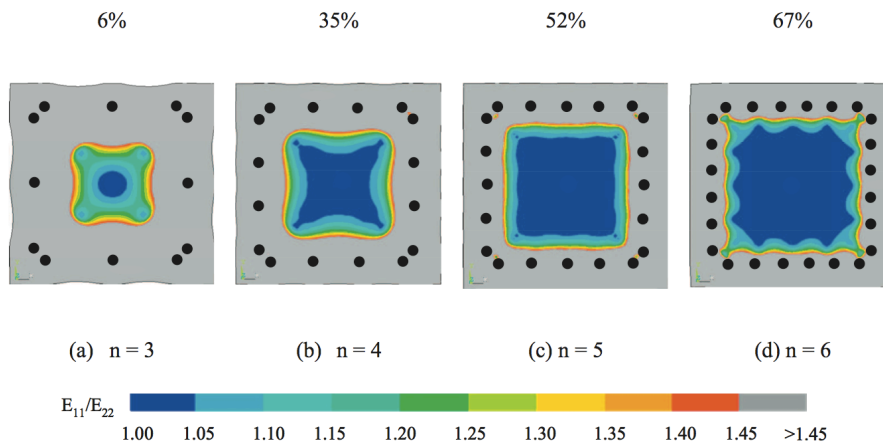 6% 35% 52% 67%
(a) n = 3 (b) n = 4 (c) n = 5 (d) n = 6
E11/E22
1.00 1.05 1.10 1.15 1.20 1.25 1.30 1.35 1.40 1.45 >1.45